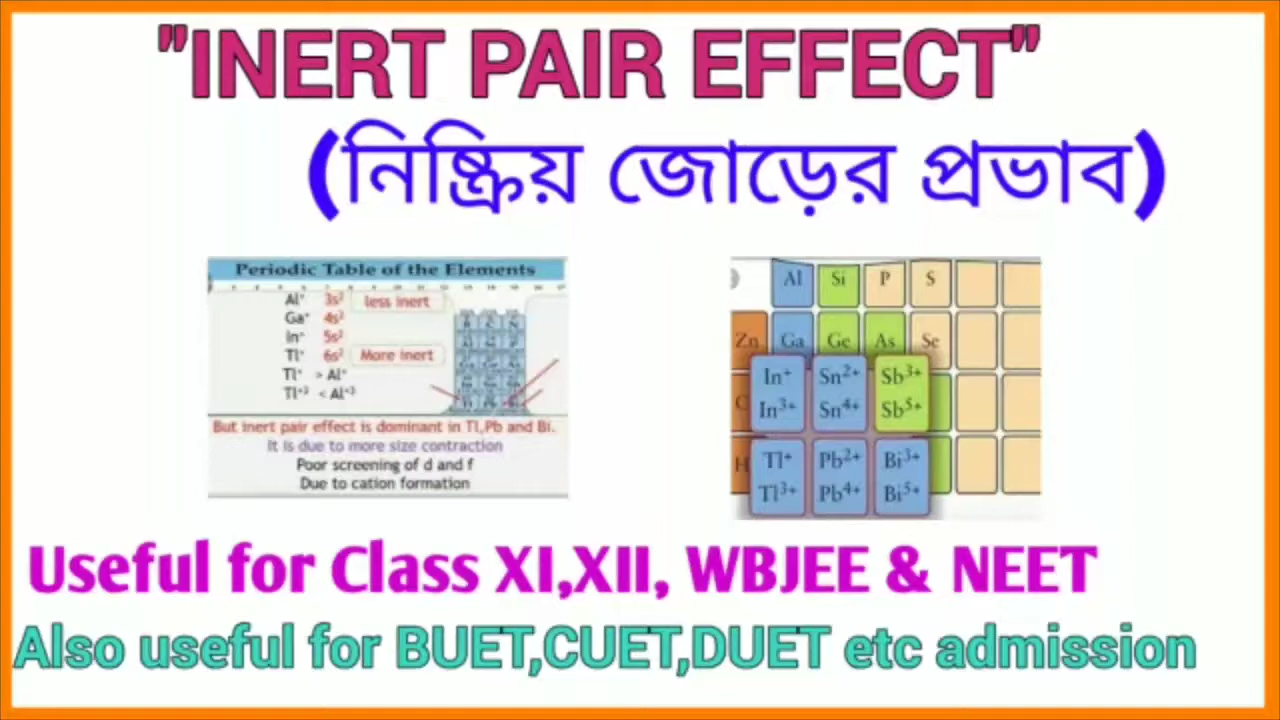 "INERT PAIR EFFECT"
(নিষ্ক্রিয় জোড়ের প্রভাব)
Periodic Table of the Elements
Al⁺ 3s² less inert
Ga⁺ 4s²
In⁺ 5s²
Tl⁺ 6s² More inert
Tl⁺ > Al⁺
Tl⁺³ < Al⁺³
But inert pair effect is dominant in Tl,Pb and Bi.
It is due to more size contraction
Poor screening of d and f
Due to cation formation
Al Si P S
Zn Ga Ge As Se
In⁺ Sn²⁺ Sb³⁺
In³⁺ Sn⁴⁺ Sb⁵⁺
Tl⁺ Pb²⁺ Bi³⁺
Tl³⁺ Pb⁴⁺ Bi⁵⁺
Useful for Class XI,XII, WBJEE & NEET
Also useful for BUET,CUET,DUET etc admission